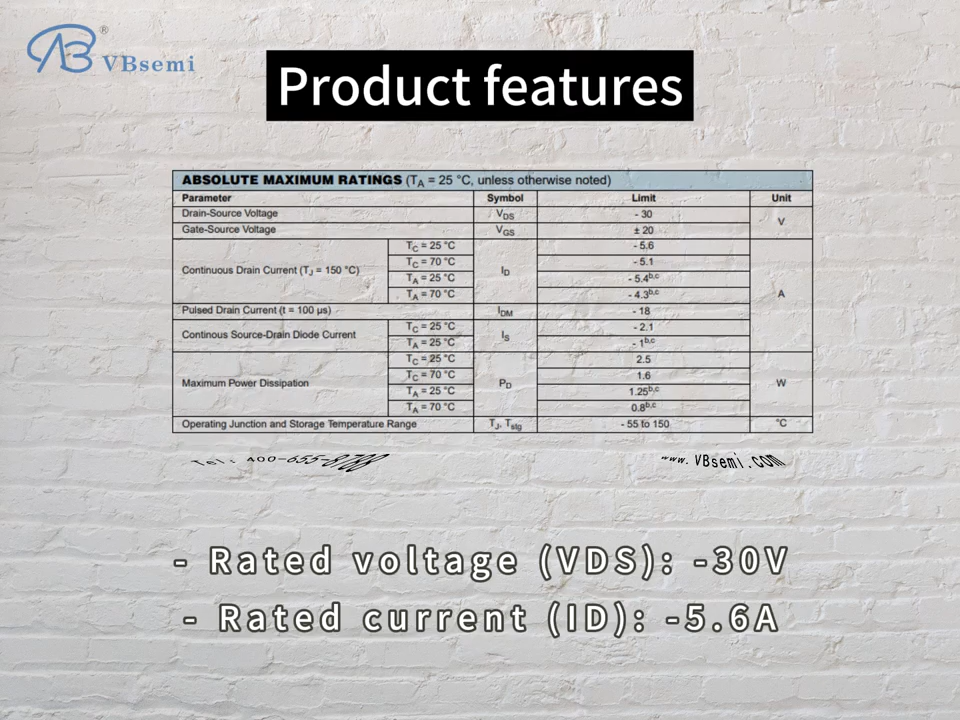 VBsemi ®
Product features
ABSOLUTE MAXIMUM RATINGS (TA = 25 °C, unless otherwise noted)
Parameter Symbol Limit Unit
Drain-Source Voltage VDS - 30 V
Gate-Source Voltage VGS ± 20
Continuous Drain Current (TJ = 150 °C) TC = 25 °C ID - 5.6 A
TC = 70 °C - 5.1
TA = 25 °C - 5.4b,c
TA = 70 °C - 4.3b,c
Pulsed Drain Current (t = 100 µs) IDM - 18
Continous Source-Drain Diode Current TC = 25 °C IS - 2.1
TA = 25 °C - 1b,c
Maximum Power Dissipation TC = 25 °C PD 2.5 W
TC = 70 °C 1.6
TA = 25 °C 1.25b,c
TA = 70 °C 0.8b,c
Operating Junction and Storage Temperature Range TJ, Tstg - 55 to 150 °C
Tel: 400-655-8788 www.VBsemi.com
- Rated voltage (VDS): -30V
- Rated current (ID): -5.6A